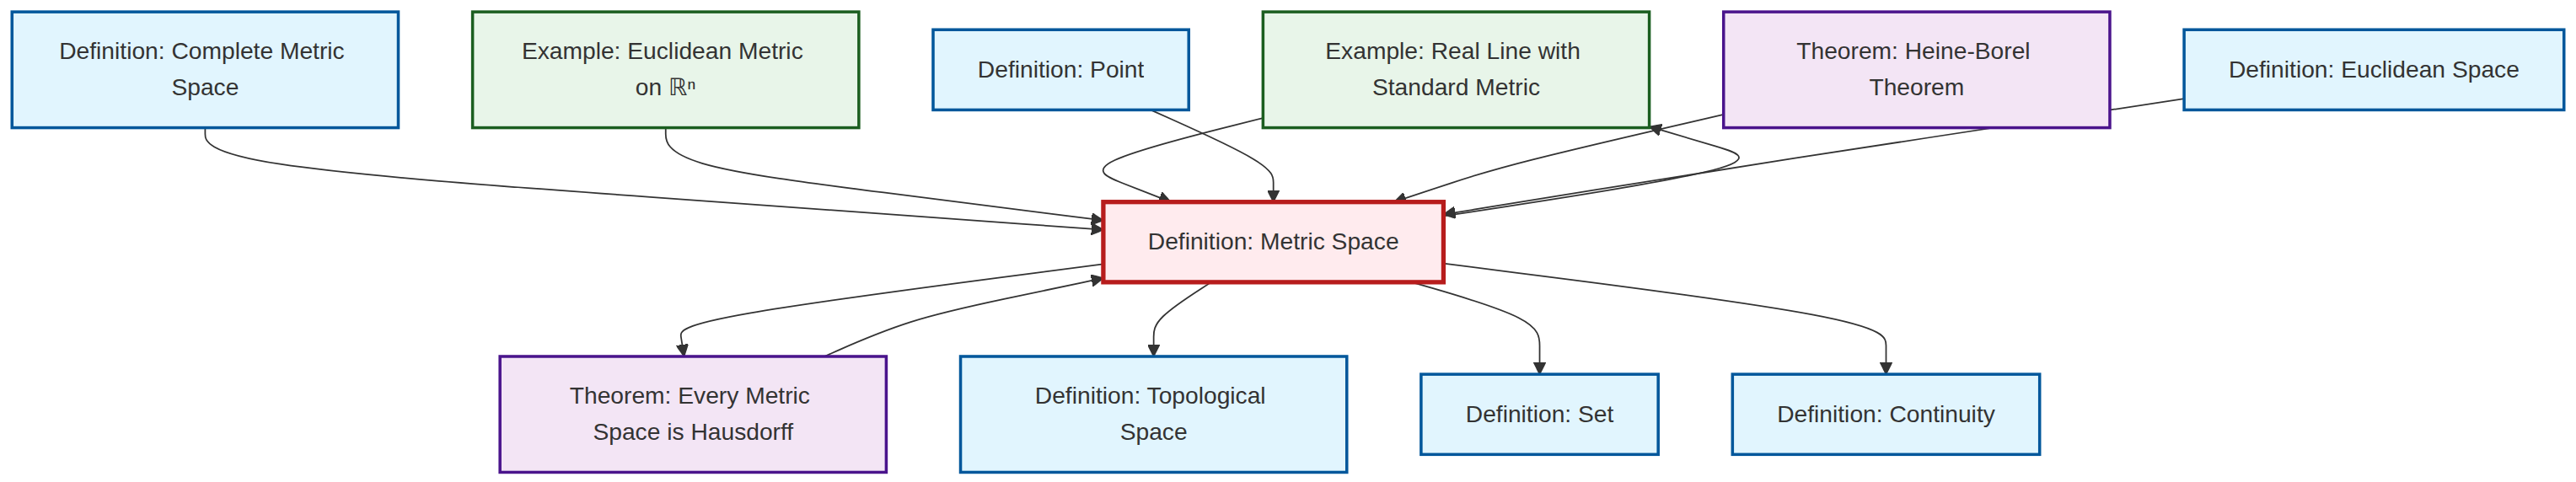 Definition: Complete Metric
Space
Example: Euclidean Metric
on ℝⁿ
Definition: Point
Example: Real Line with
Standard Metric
Theorem: Heine-Borel
Theorem
Definition: Euclidean Space
Definition: Metric Space
Theorem: Every Metric
Space is Hausdorff
Definition: Topological
Space
Definition: Set
Definition: Continuity